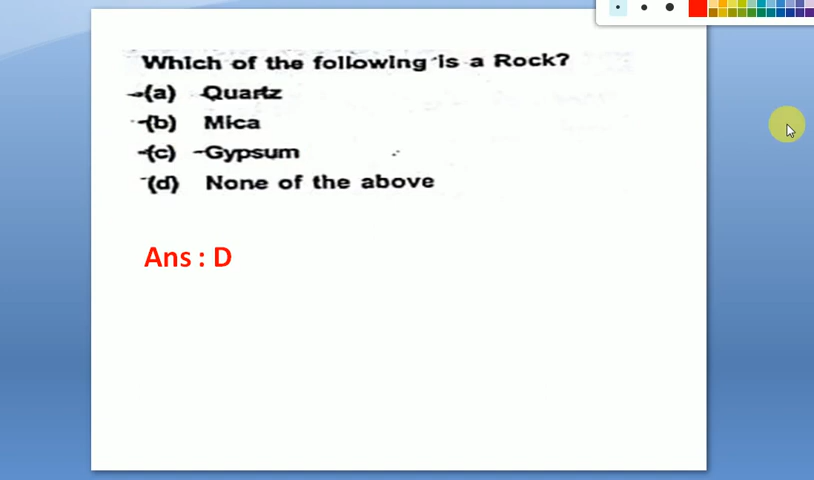 Which of the following is a Rock?
(a) Quartz
(b) Mica
(c) Gypsum
(d) None of the above
Ans : D